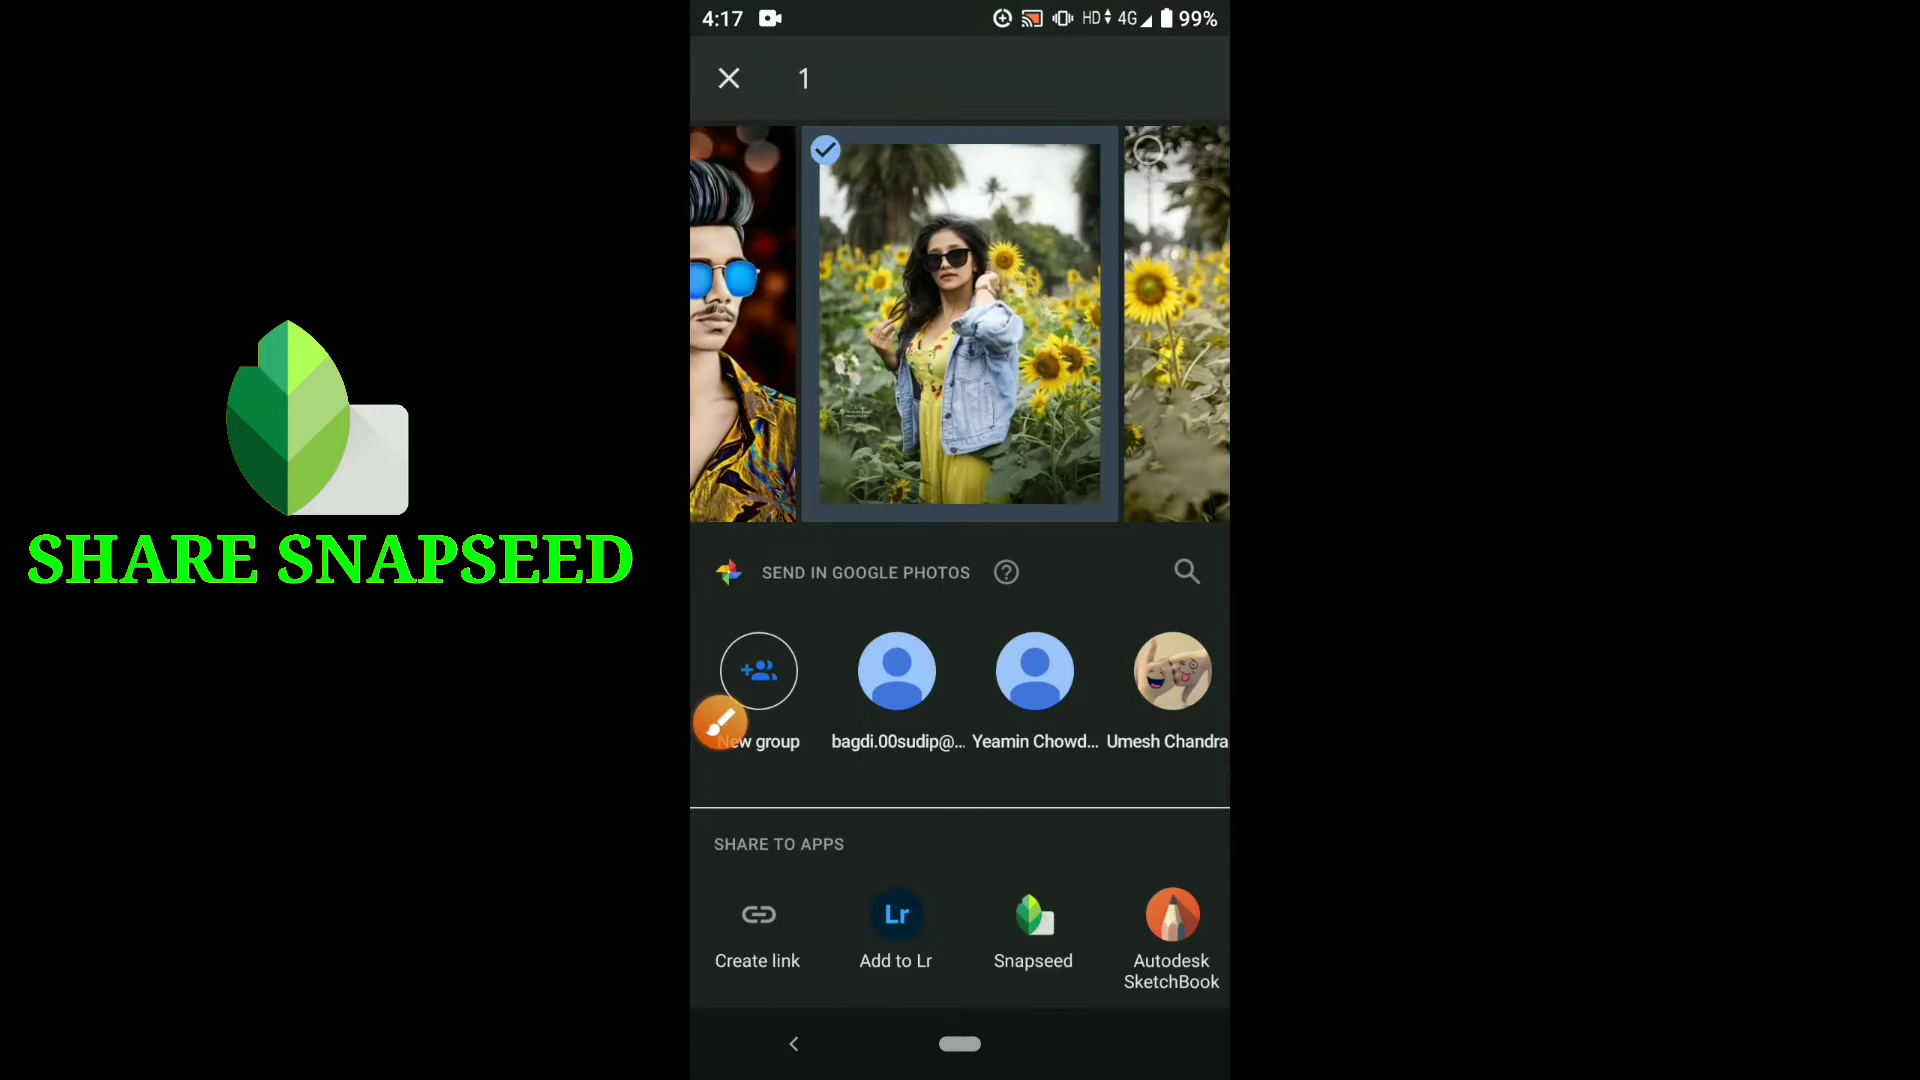 4:17
HD 4G 99%
1
SHARE SNAPSEED
SEND IN GOOGLE PHOTOS
New group
bagdi.00sudip@...
Yeamin Chowd...
Umesh Chandra
SHARE TO APPS
Create link
Lr
Add to Lr
Snapseed
Autodesk
SketchBook